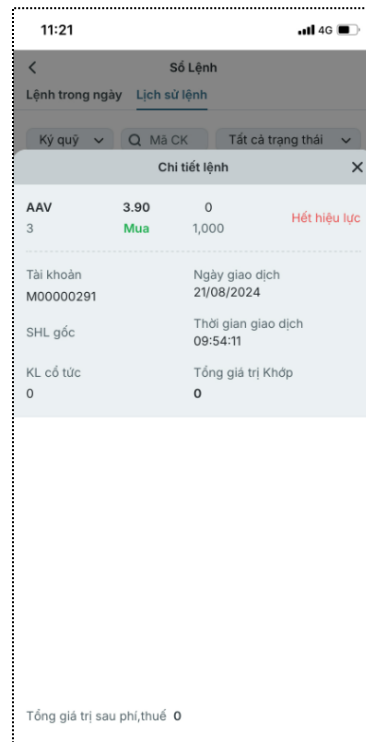 11:21 4G
Sổ Lệnh
Lệnh trong ngày Lịch sử lệnh
Ký quỹ Mã CK Tất cả trạng thái
Chi tiết lệnh
AAV 3.90 0 Hết hiệu lực
3 Mua 1,000
Tài khoản Ngày giao dịch
M00000291 21/08/2024
SHL gốc Thời gian giao dịch
09:54:11
KL cổ tức Tổng giá trị Khớp
0 0
Tổng giá trị sau phí,thuế 0